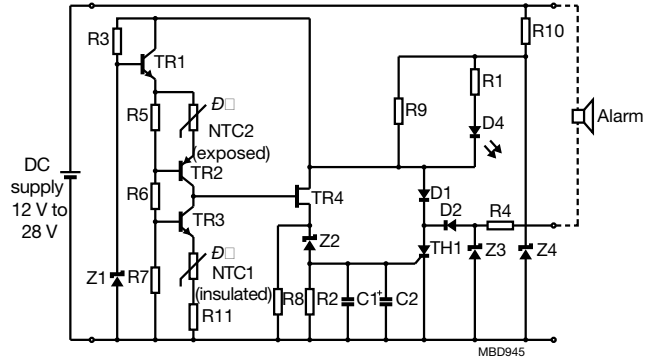 R3
TR1
R10
R5
Ɖ□
R1
R9
NTC2
D4
Alarm
(exposed)
DC
supply
12 V to
28 V
TR2
R6
TR3
TR4
D1
D2
R4
Ɖ□
Z2
TH1
Z3
Z4
Z1
R7
NTC1
(insulated)
R8
R2
C1
+
C2
R11
MBD945